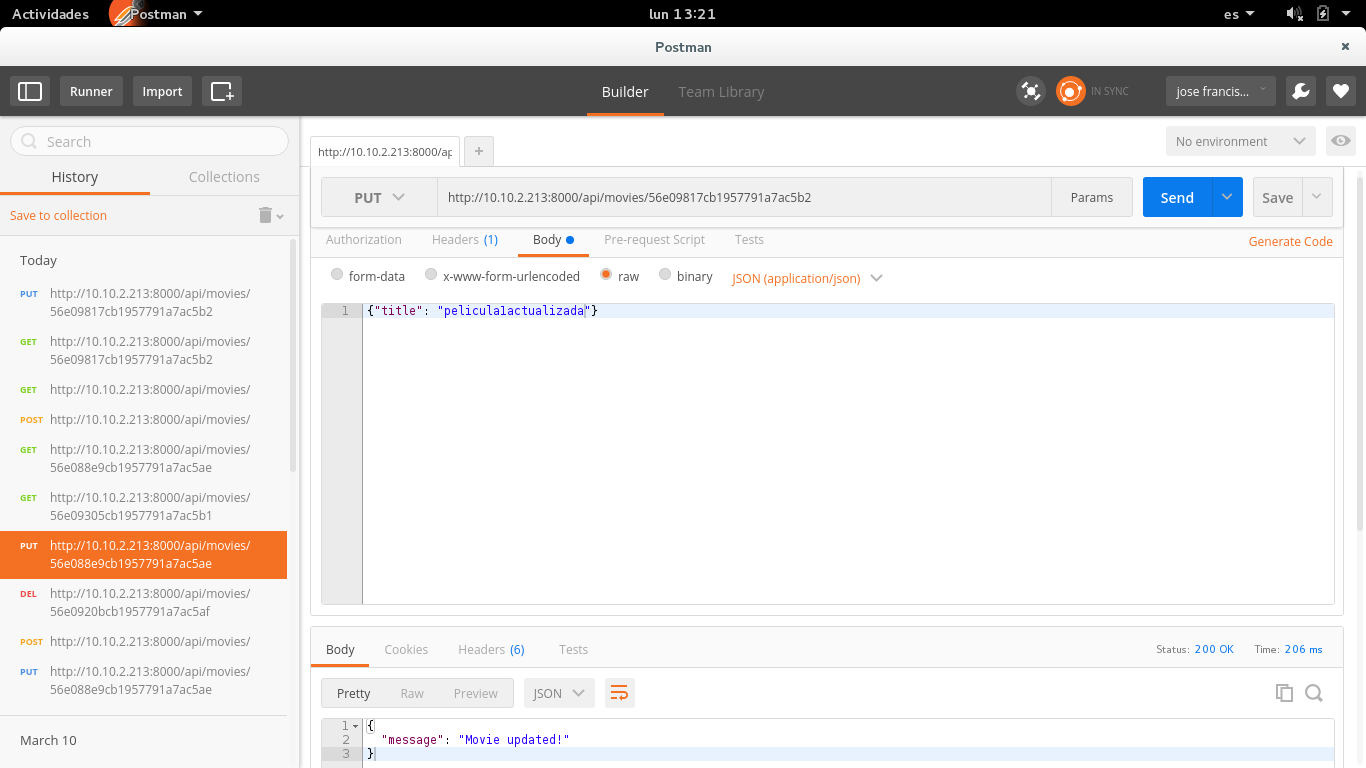 Actividades Postman lun 13:21 es
Postman
Runner Import Builder Team Library IN SYNC jose francis...
Search
http://10.10.2.213:8000/ap + No environment
History Collections
PUT http://10.10.2.213:8000/api/movies/56e09817cb1957791a7ac5b2 Params Send Save
Save to collection
Authorization Headers (1) Body Pre-request Script Tests Generate Code
form-data x-www-form-urlencoded raw binary JSON (application/json)
1 {"title": "pelicula1actualizada"}
Today
PUT http://10.10.2.213:8000/api/movies/
56e09817cb1957791a7ac5b2
GET http://10.10.2.213:8000/api/movies/
56e09817cb1957791a7ac5b2
GET http://10.10.2.213:8000/api/movies/
POST http://10.10.2.213:8000/api/movies/
GET http://10.10.2.213:8000/api/movies/
56e088e9cb1957791a7ac5ae
GET http://10.10.2.213:8000/api/movies/
56e09305cb1957791a7ac5b1
PUT http://10.10.2.213:8000/api/movies/
56e088e9cb1957791a7ac5ae
DEL http://10.10.2.213:8000/api/movies/
56e0920bcb1957791a7ac5af
POST http://10.10.2.213:8000/api/movies/
PUT http://10.10.2.213:8000/api/movies/
56e088e9cb1957791a7ac5ae
March 10
Body Cookies Headers (6) Tests Status: 200 OK Time: 206 ms
Pretty Raw Preview JSON
1 {
2 "message": "Movie updated!"
3 }